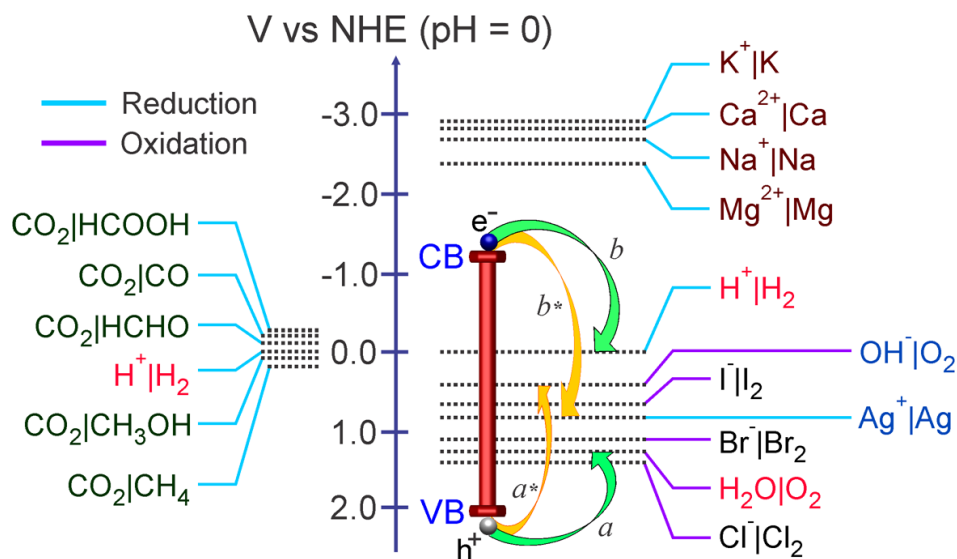 V vs NHE (pH = 0)
Reduction
Oxidation
-3.0
-2.0
-1.0
0.0
1.0
2.0
K⁺|K
Ca²⁺|Ca
Na⁺|Na
Mg²⁺|Mg
CO₂|HCOOH
CO₂|CO
CO₂|HCHO
H⁺|H₂
CO₂|CH₃OH
CO₂|CH₄
e⁻
CB
VB
h⁺
b
b*
a*
a
H⁺|H₂
OH⁻|O₂
I⁻|I₂
Ag⁺|Ag
Br⁻|Br₂
H₂O|O₂
Cl⁻|Cl₂